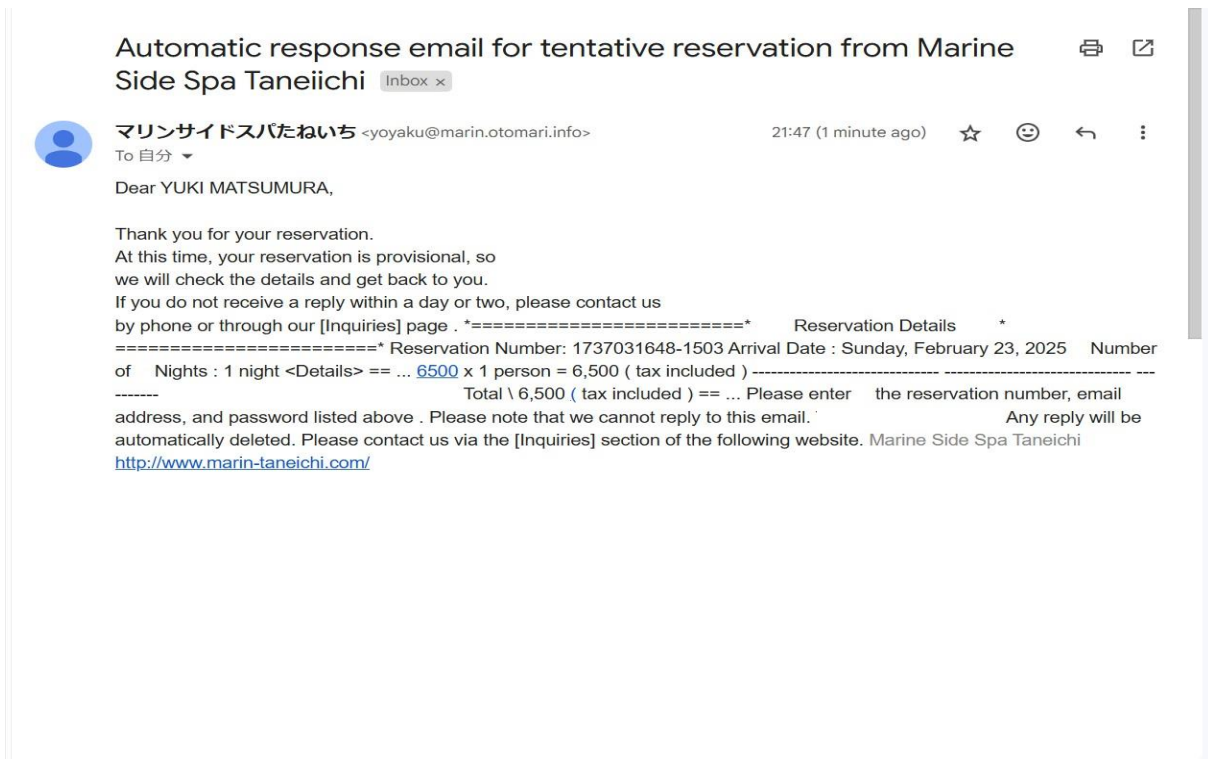 Automatic response email for tentative reservation from Marine
Side Spa Taneiichi Inbox ×
マリンサイドスパたねいち <yoyaku@marin.otomari.info> 21:47 (1 minute ago)
To 自分
Dear YUKI MATSUMURA,
Thank you for your reservation.
At this time, your reservation is provisional, so
we will check the details and get back to you.
If you do not receive a reply within a day or two, please contact us
by phone or through our [Inquiries] page . *=========================* Reservation Details *
========================* Reservation Number: 1737031648-1503 Arrival Date : Sunday, February 23, 2025 Number
of Nights : 1 night <Details> == ... 6500 x 1 person = 6,500 ( tax included ) ------------------------------ ------------------------------ ---
------- Total \ 6,500 ( tax included ) == ... Please enter the reservation number, email
address, and password listed above . Please note that we cannot reply to this email. Any reply will be
automatically deleted. Please contact us via the [Inquiries] section of the following website. Marine Side Spa Taneichi
http://www.marin-taneichi.com/